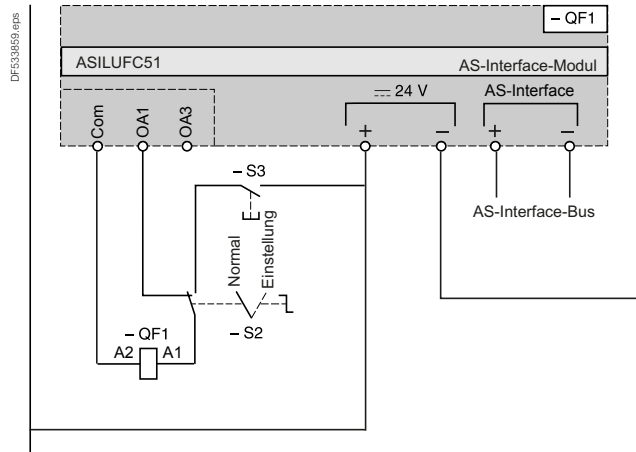 DF533859.eps
– QF1
ASILUFC51
AS-Interface-Modul
24 V
AS-Interface
Com
OA1
OA3
+
–
+
–
– S3
AS-Interface-Bus
Normal
Einstellung
– QF1
– S2
A2
A1